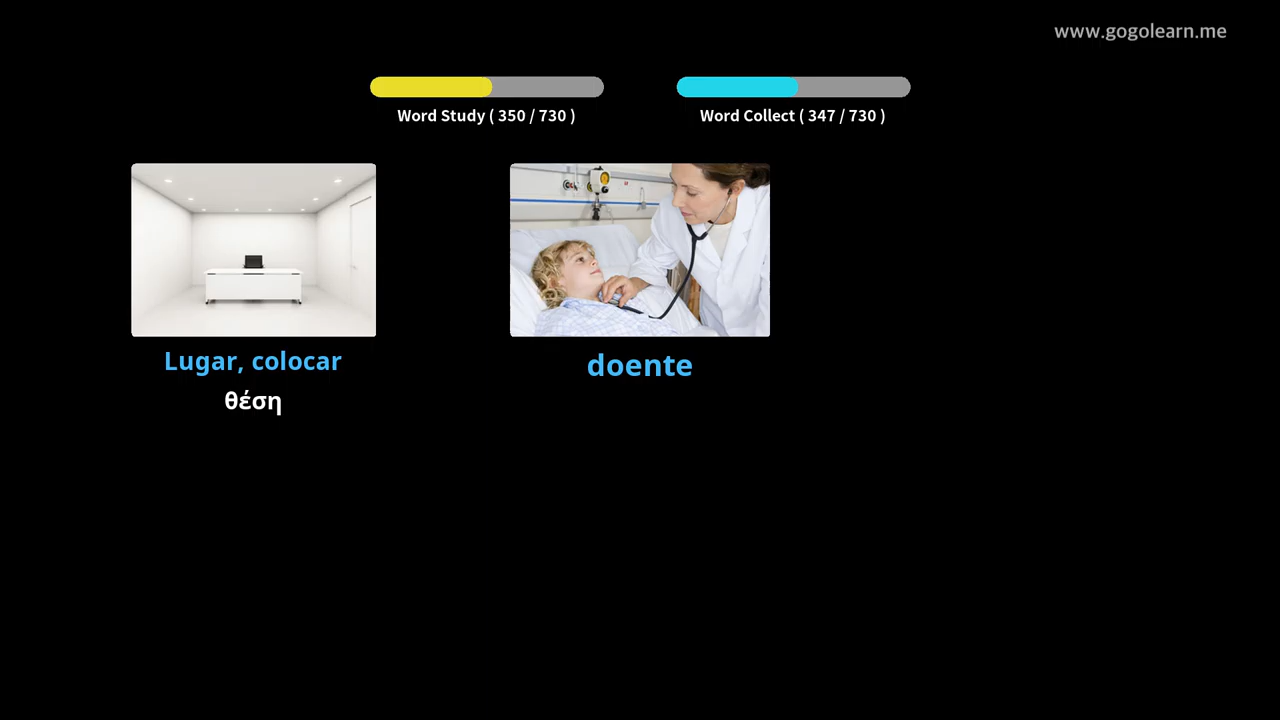 www.gogolearn.me
Word Study ( 350 / 730 )
Word Collect ( 347 / 730 )
Lugar, colocar
θέση
doente